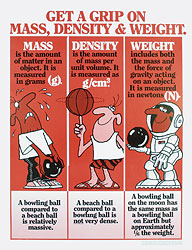 GET A GRIP ON
MASS, DENSITY & WEIGHT.
MASS
is the amount
of matter in an
object. It is
measured in
grams (g).
DENSITY
is the amount
of mass per
unit volume. It
is measured as
g/cm³.
WEIGHT
includes both
the mass and
the force of
gravity acting
on an object.
It is measured in
newtons (N).
A bowling ball
compared to
a beach ball
is relatively
massive.
A beach ball
compared to a
bowling ball is
not very dense.
A bowling ball
on the moon has
the same mass as
a bowling ball
on Earth but
approximately
⅙ the weight.